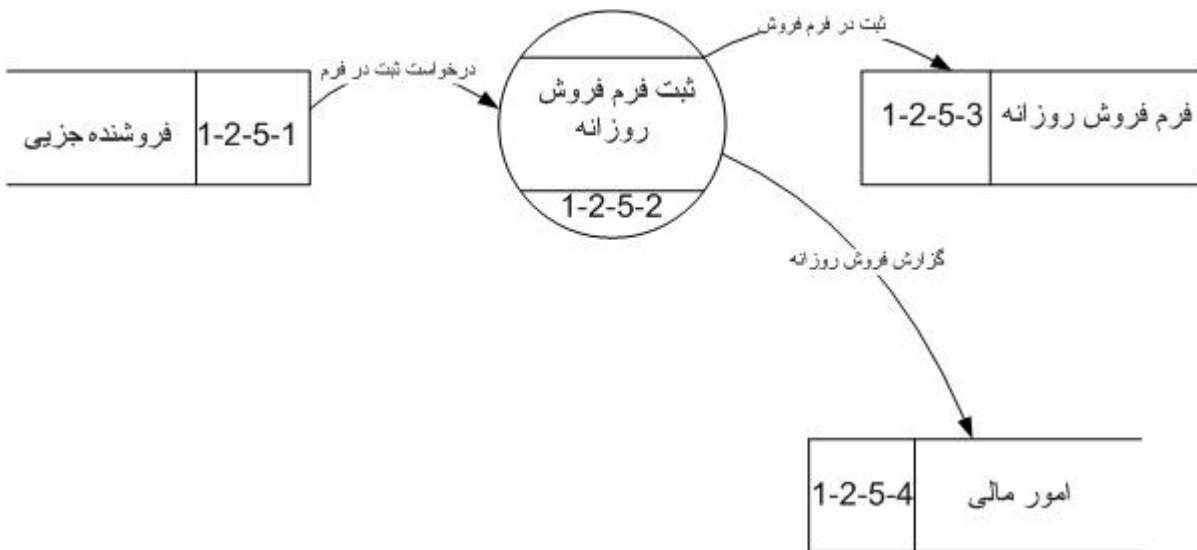 ثبت در فرم فروش
درخواست ثبت در فرم
فروشنده جزیی
1-2-5-1
ثبت فرم فروش
روزانه
1-2-5-2
1-2-5-3
فرم فروش روزانه
گزارش فروش روزانه
1-2-5-4
امور مالی